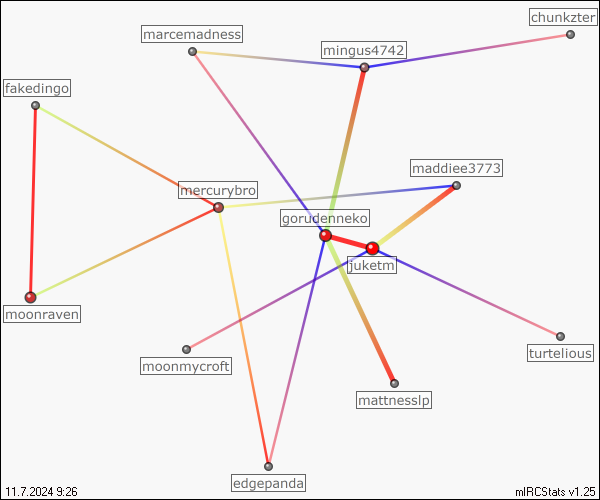 chunkzter
marcemadness
mingus4742
fakedingo
maddiee3773
mercurybro
gorudenneko
juketm
moonraven
turtelious
moonmycroft
mattnesslp
edgepanda
11.7.2024 9:26
mIRCStats v1.25